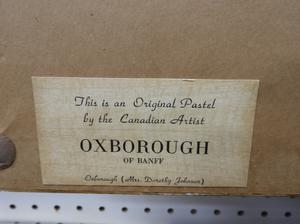 This is an Original Pastel
by the Canadian Artist
OXBOROUGH
OF BANFF
Oxborough (Mrs. Dorothy Johnson)